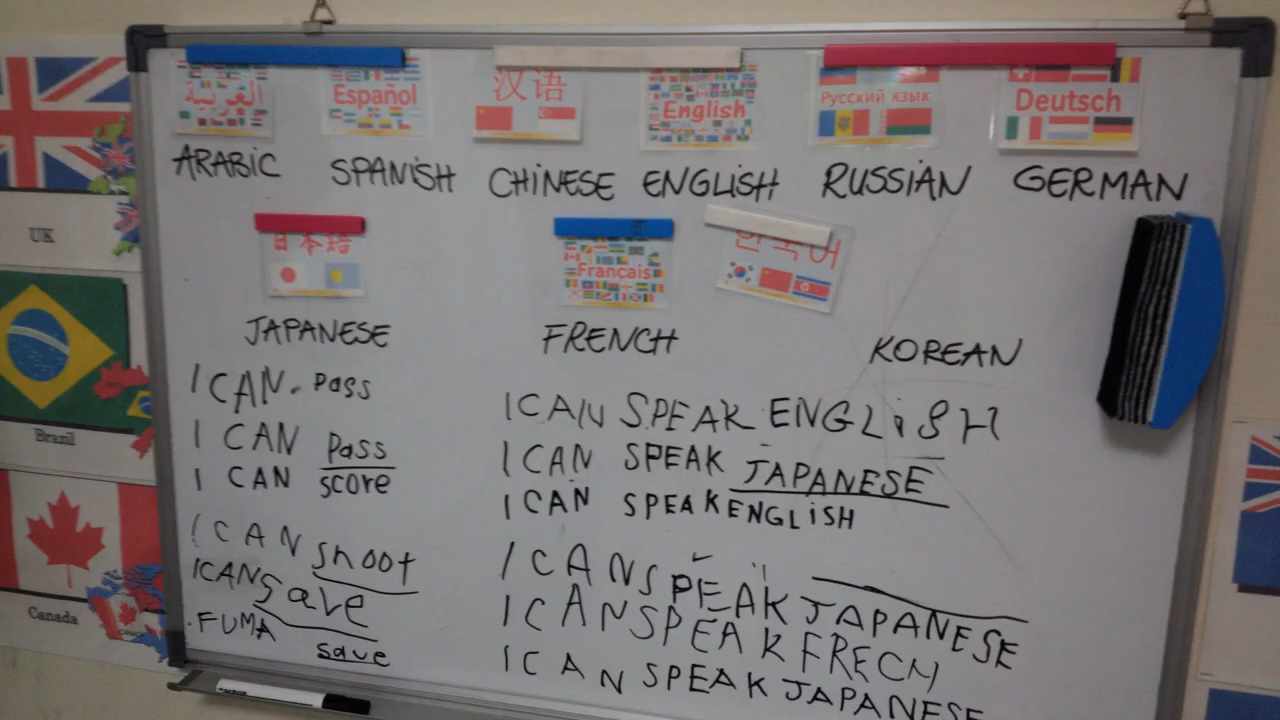 العربية Español 汉语 English Русский язык Deutsch
ARABIC SPANISH CHINESE ENGLISH RUSSIAN GERMAN
日本語 Français 한국어
JAPANESE FRENCH KOREAN
UK
Brazil
Canada
I CAN. Pass
I CAN Pass
I CAN score
I CAN shoot
I CAN Save
FUMA save
I CAN SPEAK ENGLiSH
I CAN SPEAK JAPANESE
I CAN SPEAK ENGLiSH
I CAN SPEAK JAPANESE
I CAN SPEAK FRECH
I CAN SPEAK JAPANESE